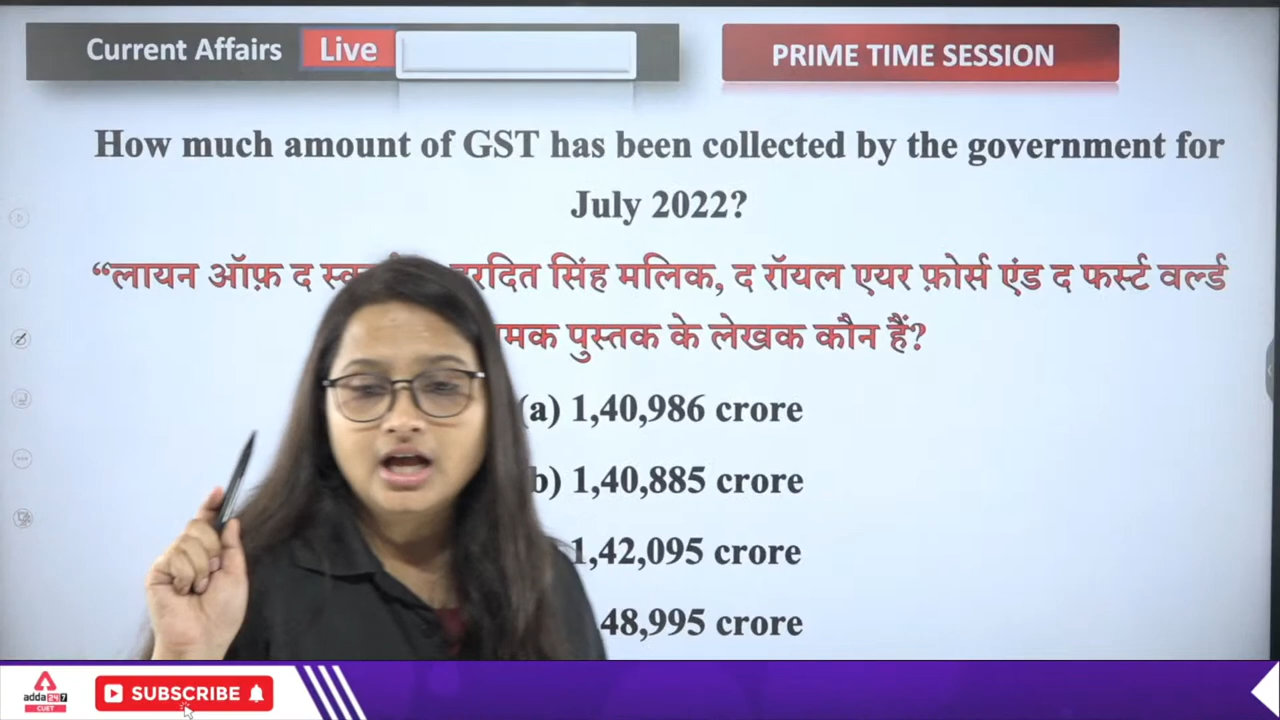 Current Affairs Live
PRIME TIME SESSION
How much amount of GST has been collected by the government for
July 2022?
“लायन ऑफ़ द सिंह मलिक, द रॉयल एयर फ़ोर्स एंड द फर्स्ट वर्ल्ड
पुस्तक के लेखक कौन हैं?
(a) 1,40,986 crore
b) 1,40,885 crore
1,42,095 crore
48,995 crore
adda247
CUET
SUBSCRIBE